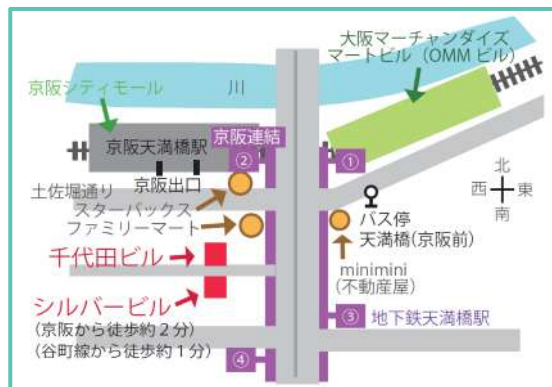 大阪マーチャンダイズ
マートビル（OMM ビル）
川
京阪シティモール
京阪連結
京阪天満橋駅
②
①
京阪出口
土佐堀通り
スターバックス
ファミリーマート
北
西
東
南
バス停
天満橋(京阪前)
千代田ビル
minimini
(不動産屋)
シルバービル
③
地下鉄天満橋駅
(京阪から徒歩約２分)
(谷町線から徒歩約１分)
④